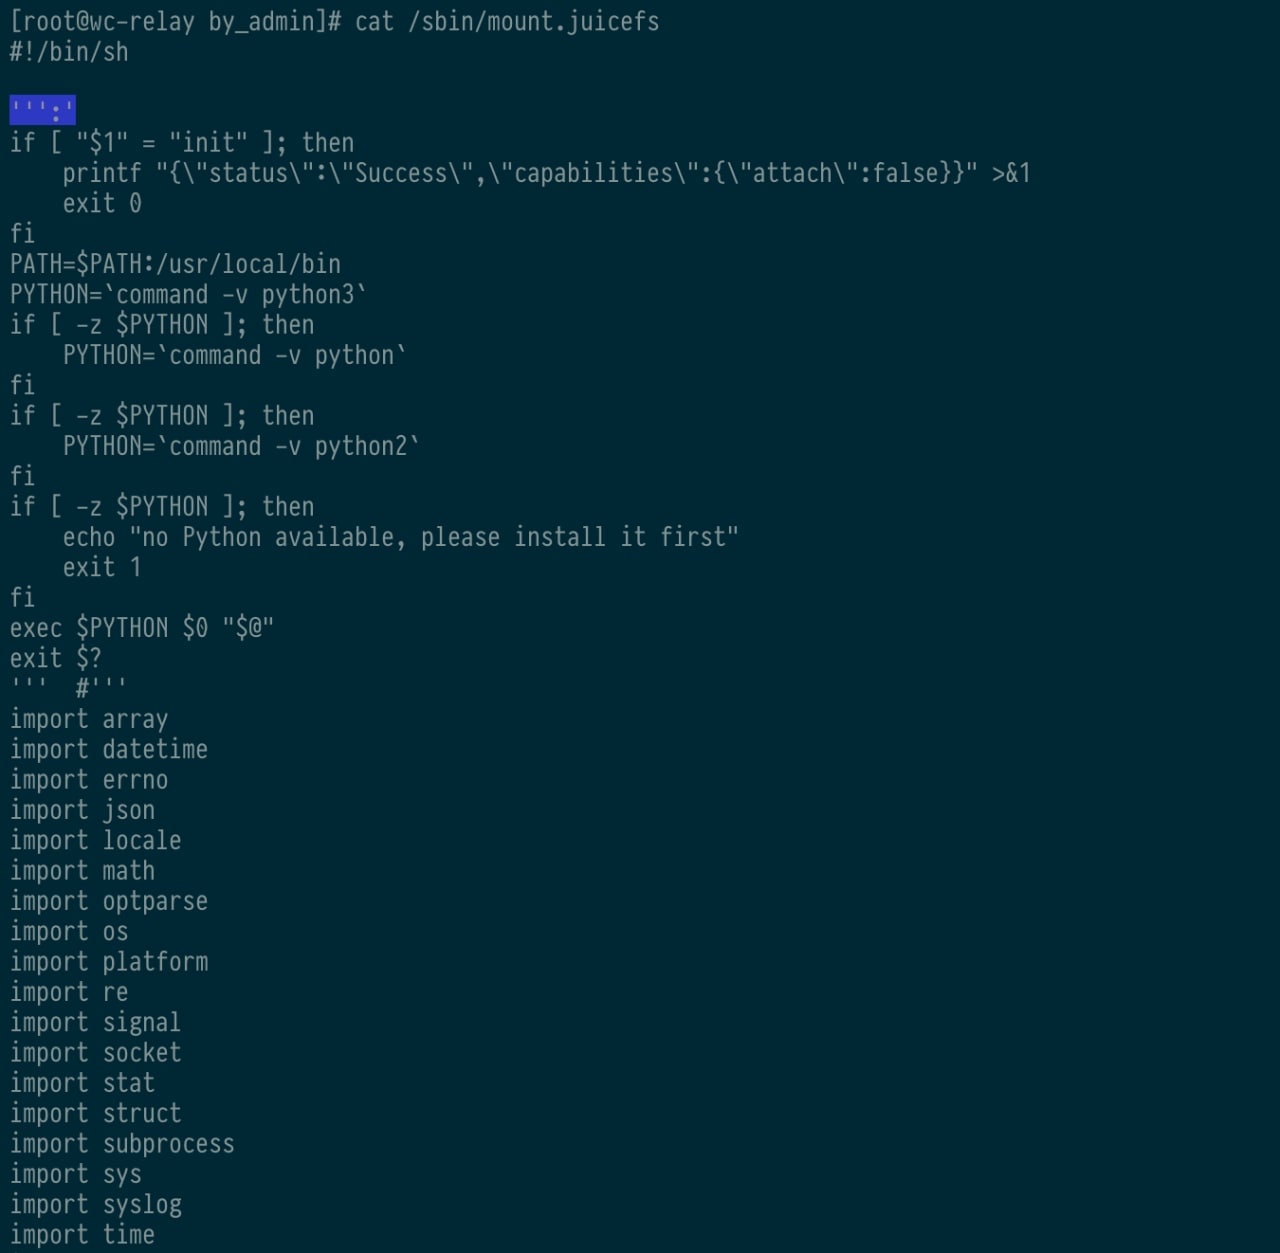 [root@wc-relay by_admin]# cat /sbin/mount.juicefs
#!/bin/sh

''':'
if [ "$1" = "init" ]; then
    printf "{\"status\":\"Success\",\"capabilities\":{\"attach\":false}}" >&1
    exit 0
fi
PATH=$PATH:/usr/local/bin
PYTHON=`command -v python3`
if [ -z $PYTHON ]; then
    PYTHON=`command -v python`
fi
if [ -z $PYTHON ]; then
    PYTHON=`command -v python2`
fi
if [ -z $PYTHON ]; then
    echo "no Python available, please install it first"
    exit 1
fi
exec $PYTHON $0 "$@"
exit $?
'''  #'''
import array
import datetime
import errno
import json
import locale
import math
import optparse
import os
import platform
import re
import signal
import socket
import stat
import struct
import subprocess
import sys
import syslog
import time